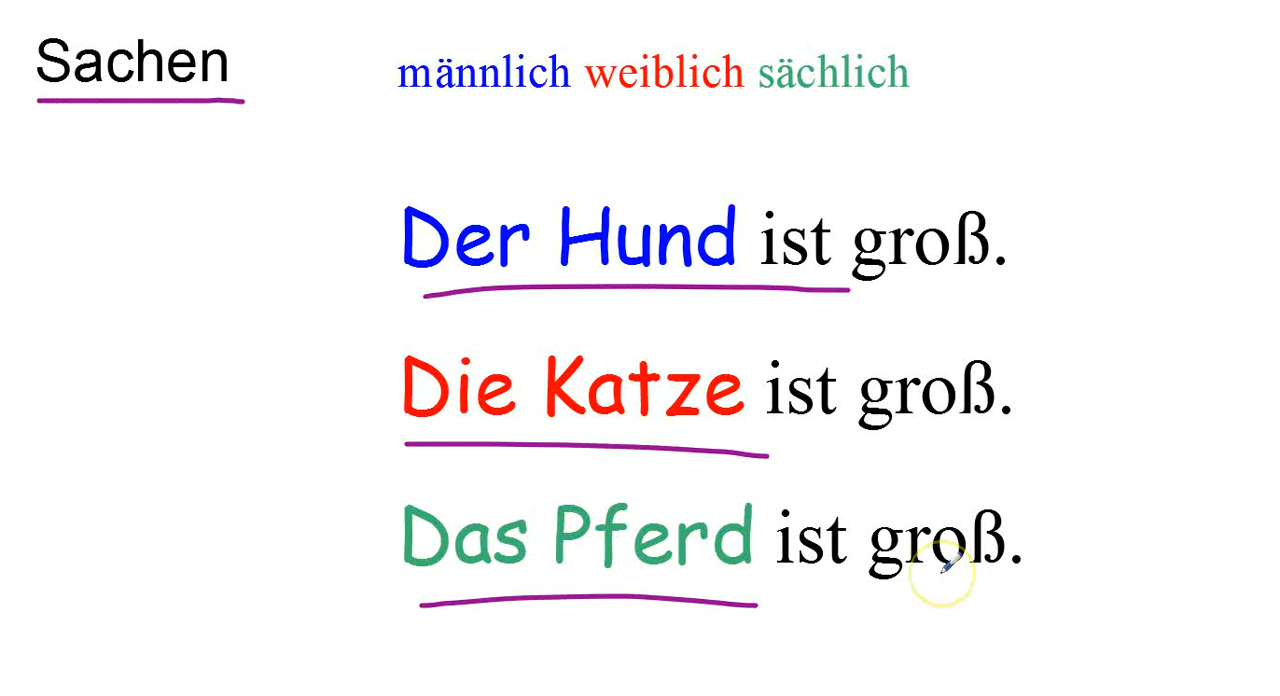 Sachen
männlich weiblich sächlich
Der Hund ist groß.
Die Katze ist groß.
Das Pferd ist groß.